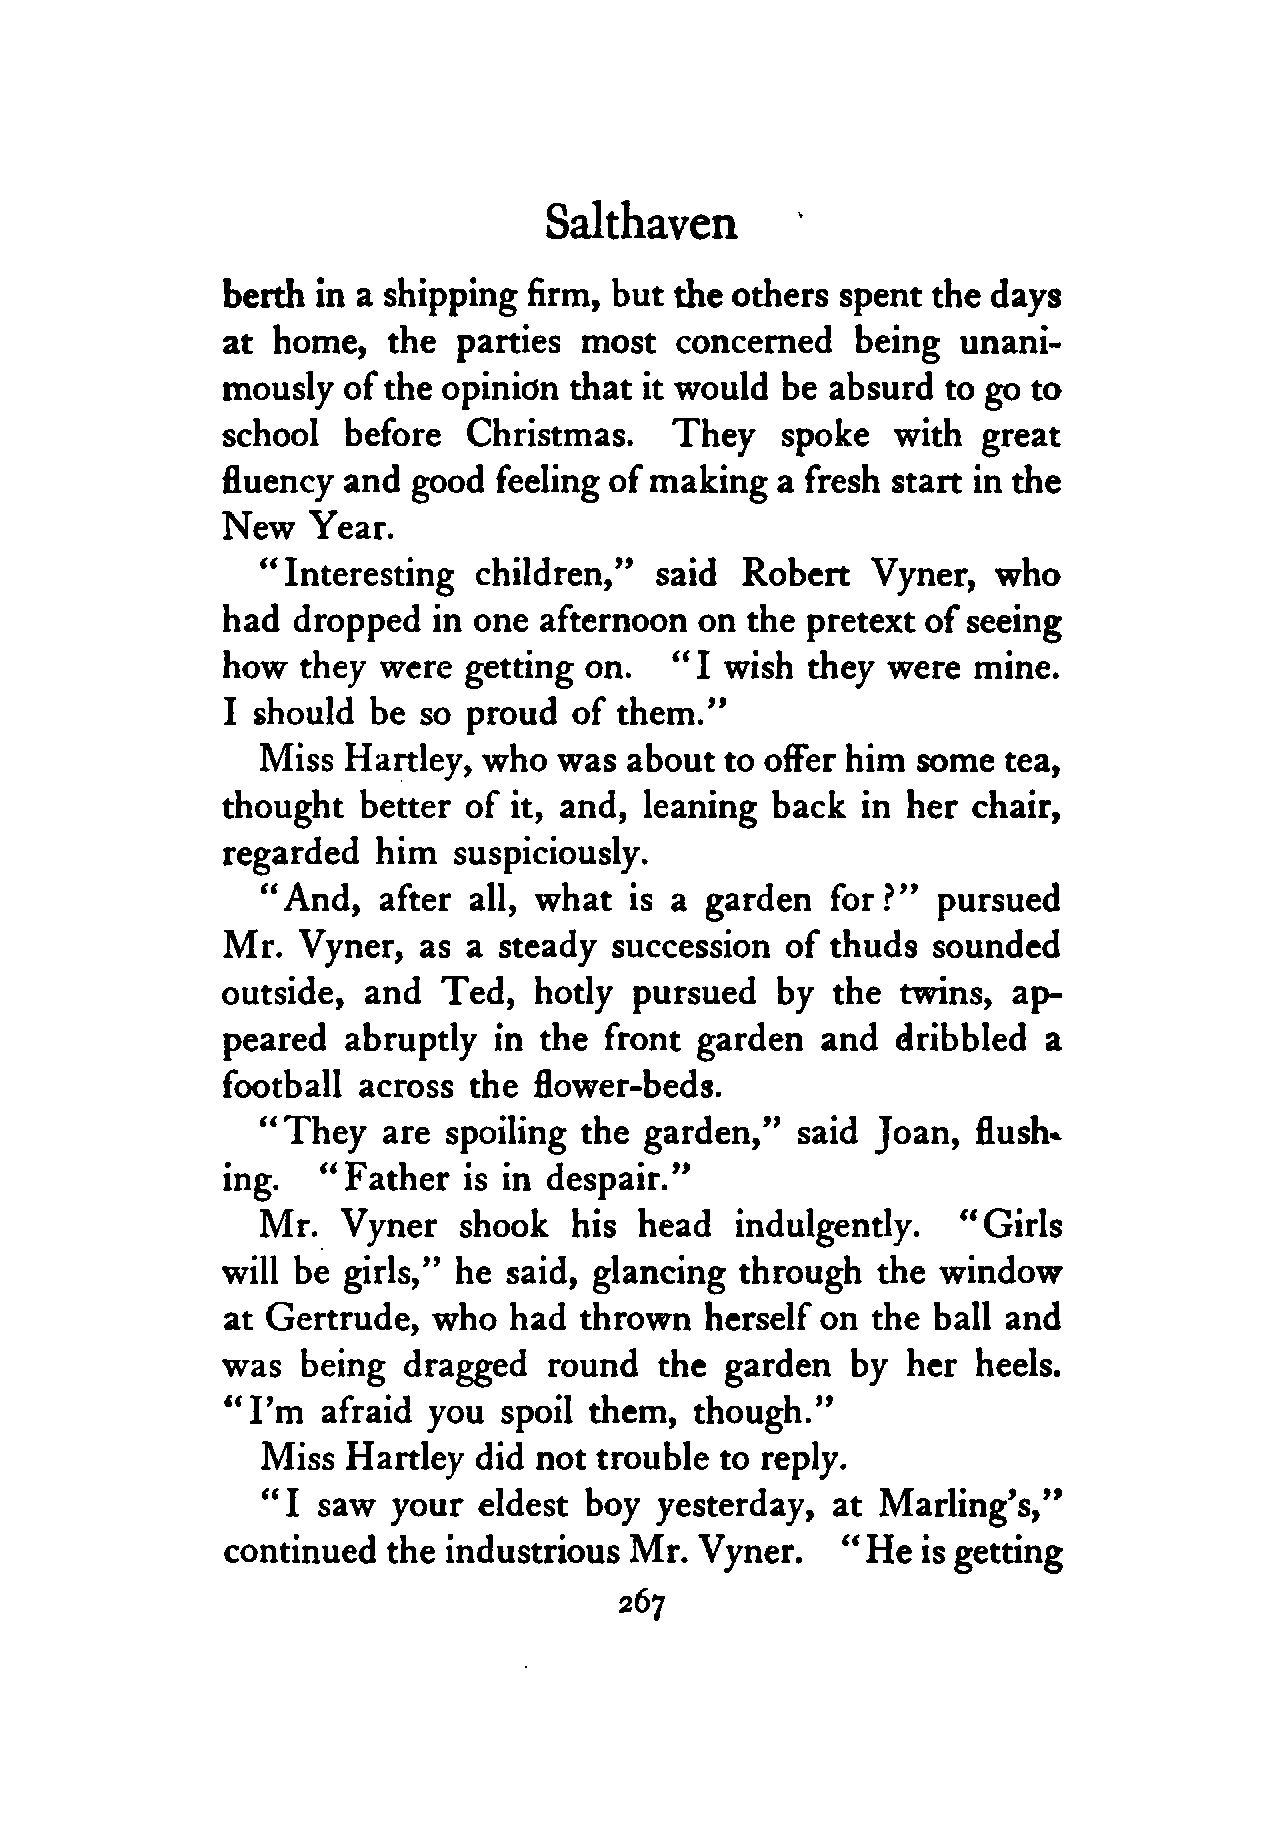 Salthaven
berth in a shipping firm, but the others spent the days
at home, the parties most concerned being unani-
mously of the opinion that it would be absurd to go to
school before Christmas. They spoke with great
fluency and good feeling of making a fresh start in the
New Year.
"Interesting children," said Robert Vyner, who
had dropped in one afternoon on the pretext of seeing
how they were getting on. "I wish they were mine.
I should be so proud of them."
Miss Hartley, who was about to offer him some tea,
thought better of it, and, leaning back in her chair,
regarded him suspiciously.
"And, after all, what is a garden for?" pursued
Mr. Vyner, as a steady succession of thuds sounded
outside, and Ted, hotly pursued by the twins, ap-
peared abruptly in the front garden and dribbled a
football across the flower-beds.
"They are spoiling the garden," said Joan, flush-
ing. "Father is in despair."
Mr. Vyner shook his head indulgently. "Girls
will be girls," he said, glancing through the window
at Gertrude, who had thrown herself on the ball and
was being dragged round the garden by her heels.
"I'm afraid you spoil them, though."
Miss Hartley did not trouble to reply.
"I saw your eldest boy yesterday, at Marling's,"
continued the industrious Mr. Vyner. "He is getting
267